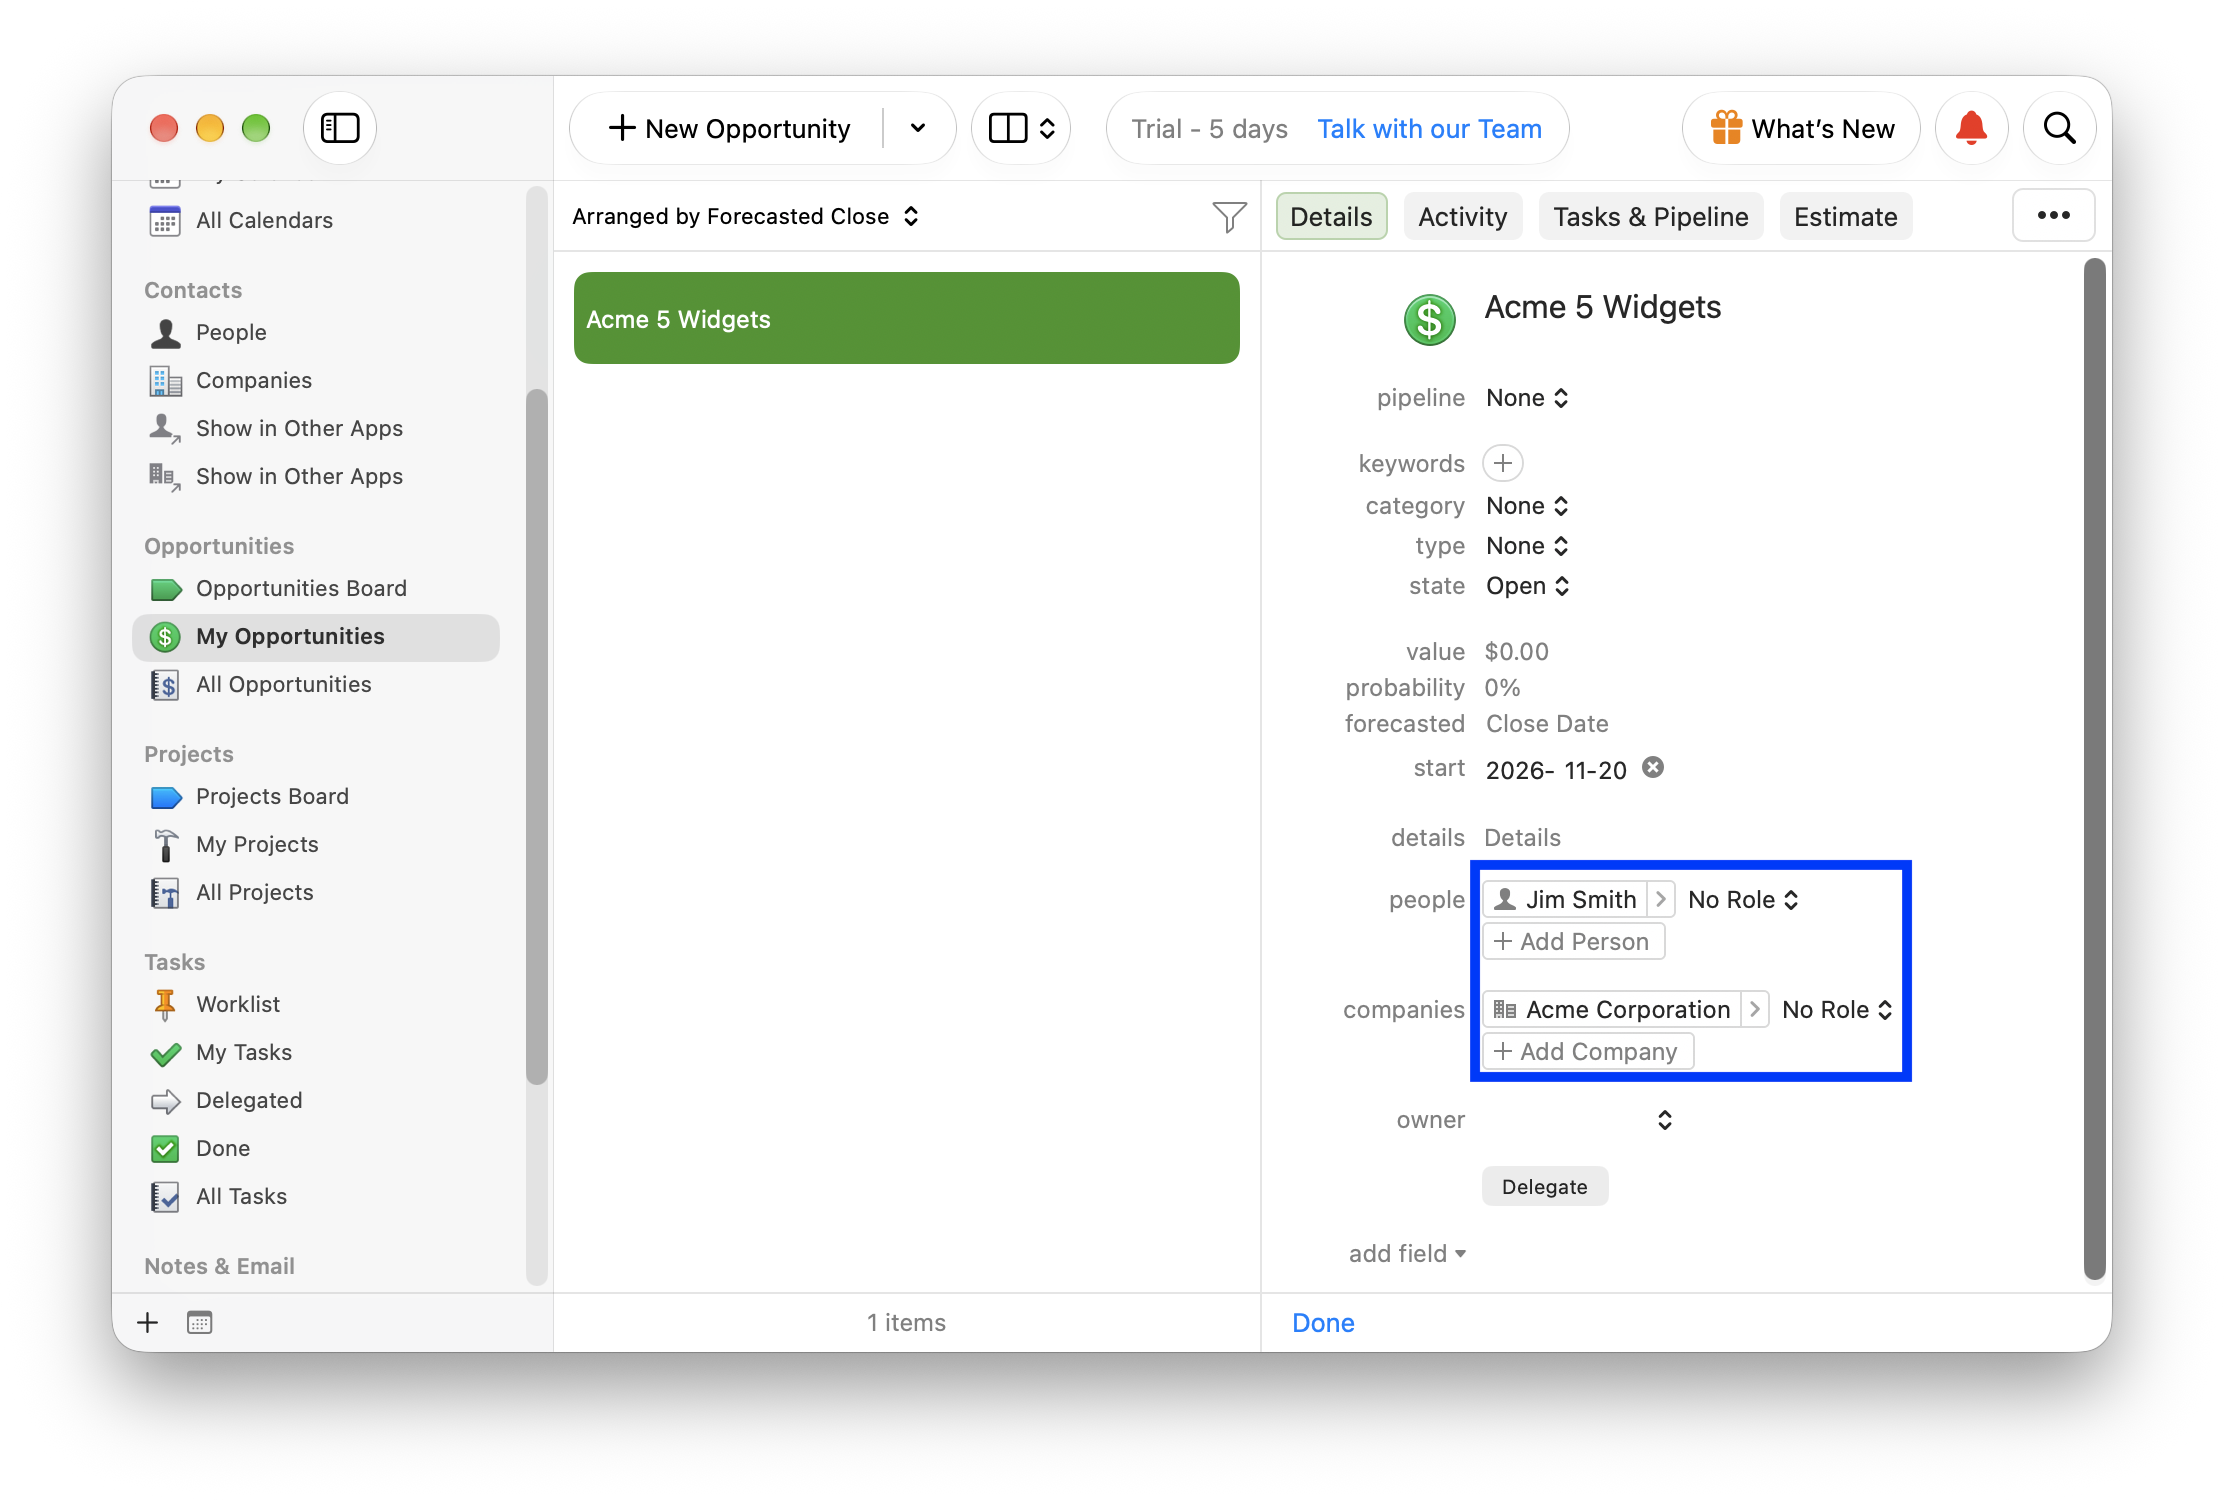 New Opportunity
Trial - 5 days Talk with our Team
What's New
All Calendars
Contacts
People
Companies
Show in Other Apps
Show in Other Apps
Opportunities
Opportunities Board
My Opportunities
All Opportunities
Projects
Projects Board
My Projects
All Projects
Tasks
Worklist
My Tasks
Delegated
Done
All Tasks
Notes & Email
Arranged by Forecasted Close
Acme 5 Widgets
1 items
Details Activity Tasks & Pipeline Estimate
Acme 5 Widgets
pipeline None
keywords
category None
type None
state Open
value $0.00
probability 0%
forecasted Close Date
start 2026- 11-20
details Details
people Jim Smith No Role
Add Person
companies Acme Corporation No Role
Add Company
owner
Delegate
add field
Done